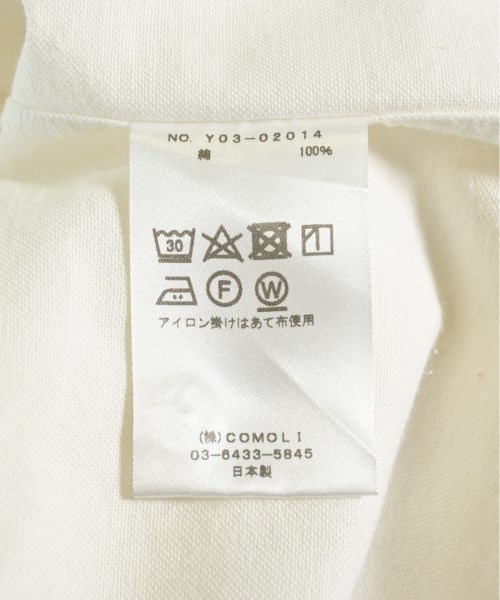 NO. Y03-02014
綿 100%
30
F W
アイロン掛けはあて布使用
(株)COMOLI
03-6433-5845
日本製